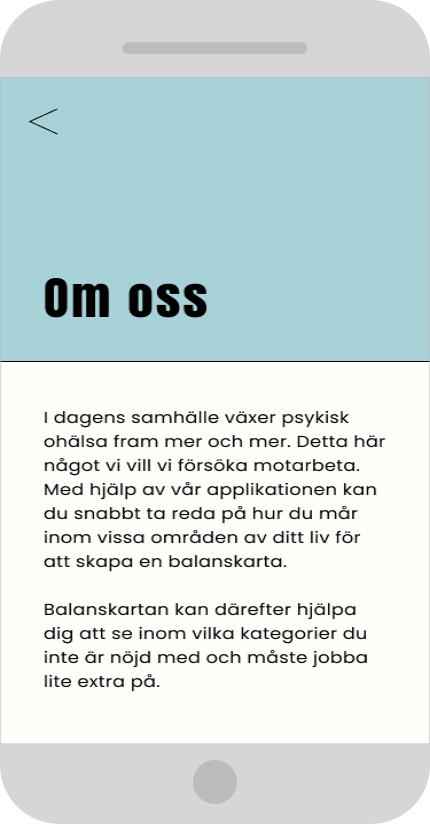 Om oss
I dagens samhälle växer psykisk
ohälsa fram mer och mer. Detta här
något vi vill vi försöka motarbeta.
Med hjälp av vår applikationen kan
du snabbt ta reda på hur du mår
inom vissa områden av ditt liv för
att skapa en balanskarta.
Balanskartan kan därefter hjälpa
dig att se inom vilka kategorier du
inte är nöjd med och måste jobba
lite extra på.